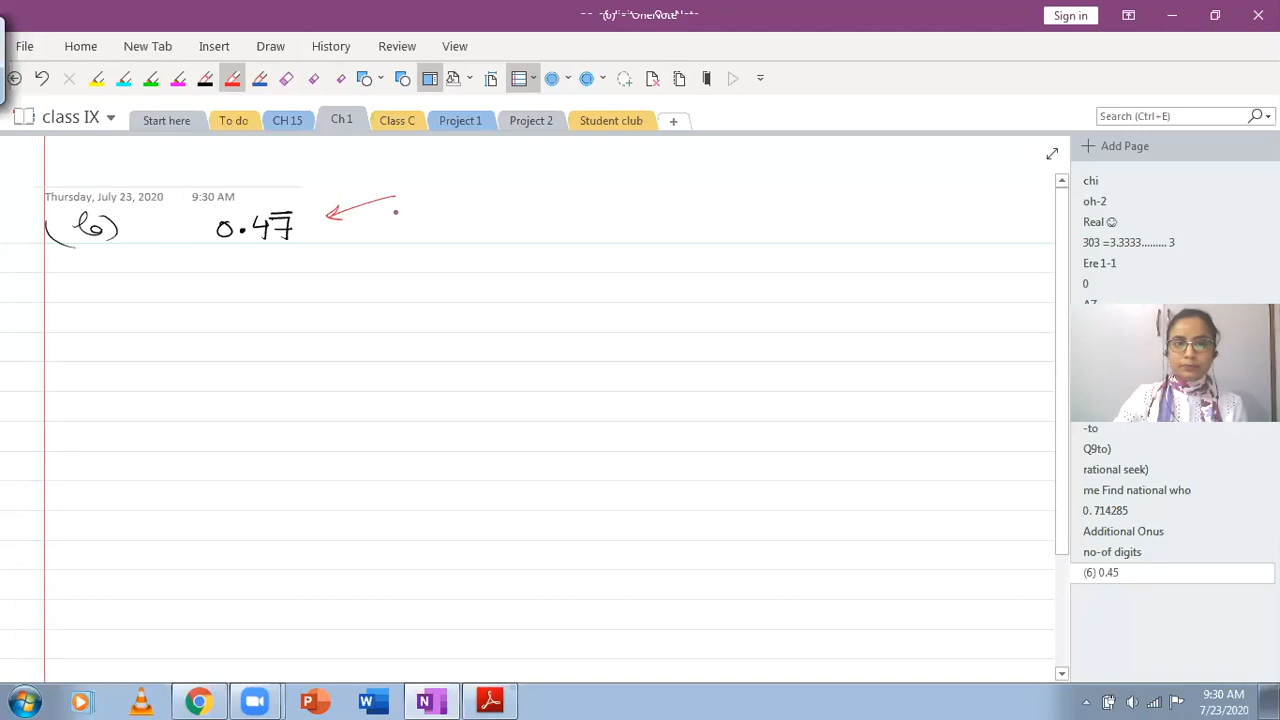 (b) - OneNote
Sign in
File Home New Tab Insert Draw History Review View
class IX Start here To do CH 15 Ch 1 Class C Project 1 Project 2 Student club Search (Ctrl+E)
Add Page
Thursday, July 23, 2020 9:30 AM
(b) 0.47̅
chi
oh-2
Real ☺
303 =3.3333......... 3
Ere 1-1
0
-to
Q9to)
rational seek)
me Find national who
0. 714285
Additional Onus
no-of digits
(6) 0.45
9:30 AM
7/23/2020